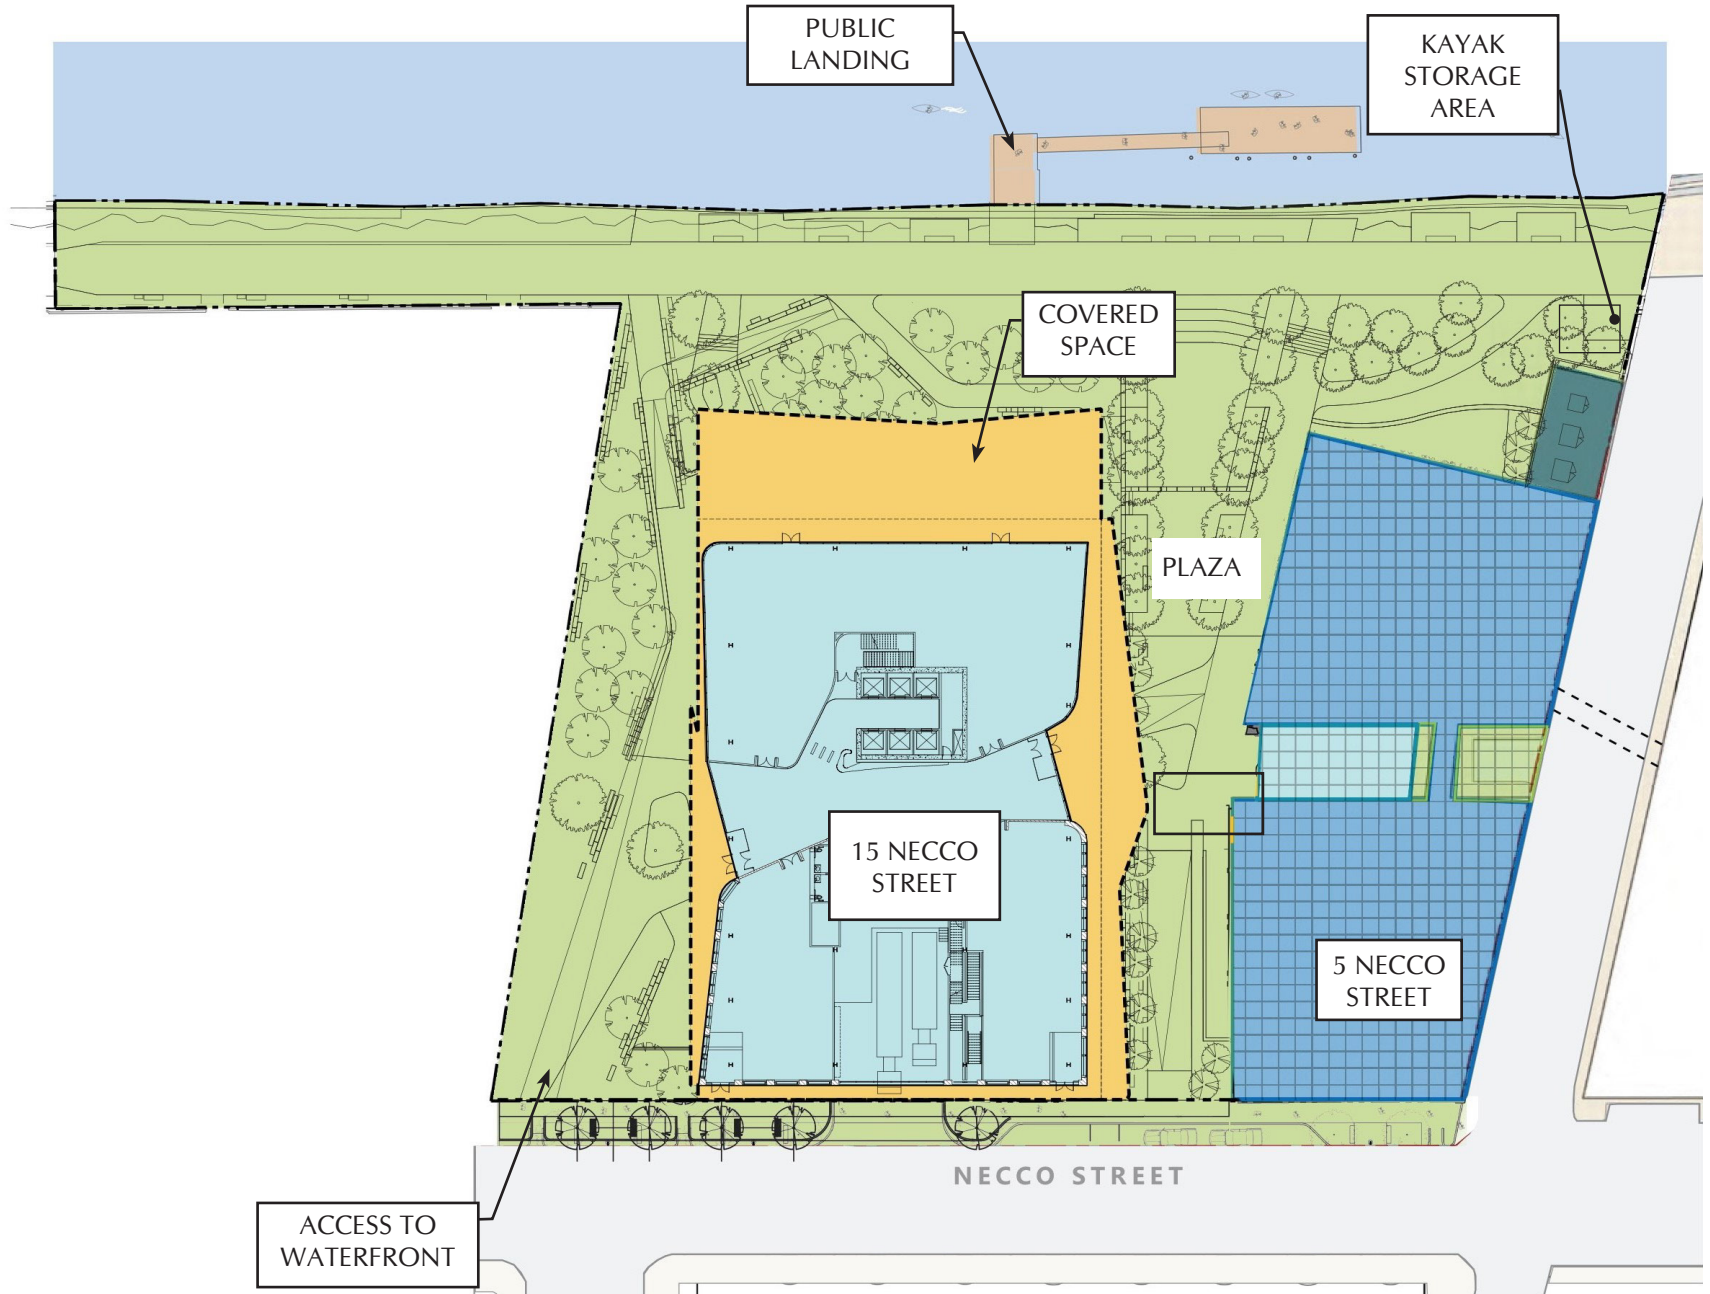 PUBLIC
LANDING
KAYAK
STORAGE
AREA
COVERED
SPACE
PLAZA
15 NECCO
STREET
5 NECCO
STREET
NECCO STREET
ACCESS TO
WATERFRONT